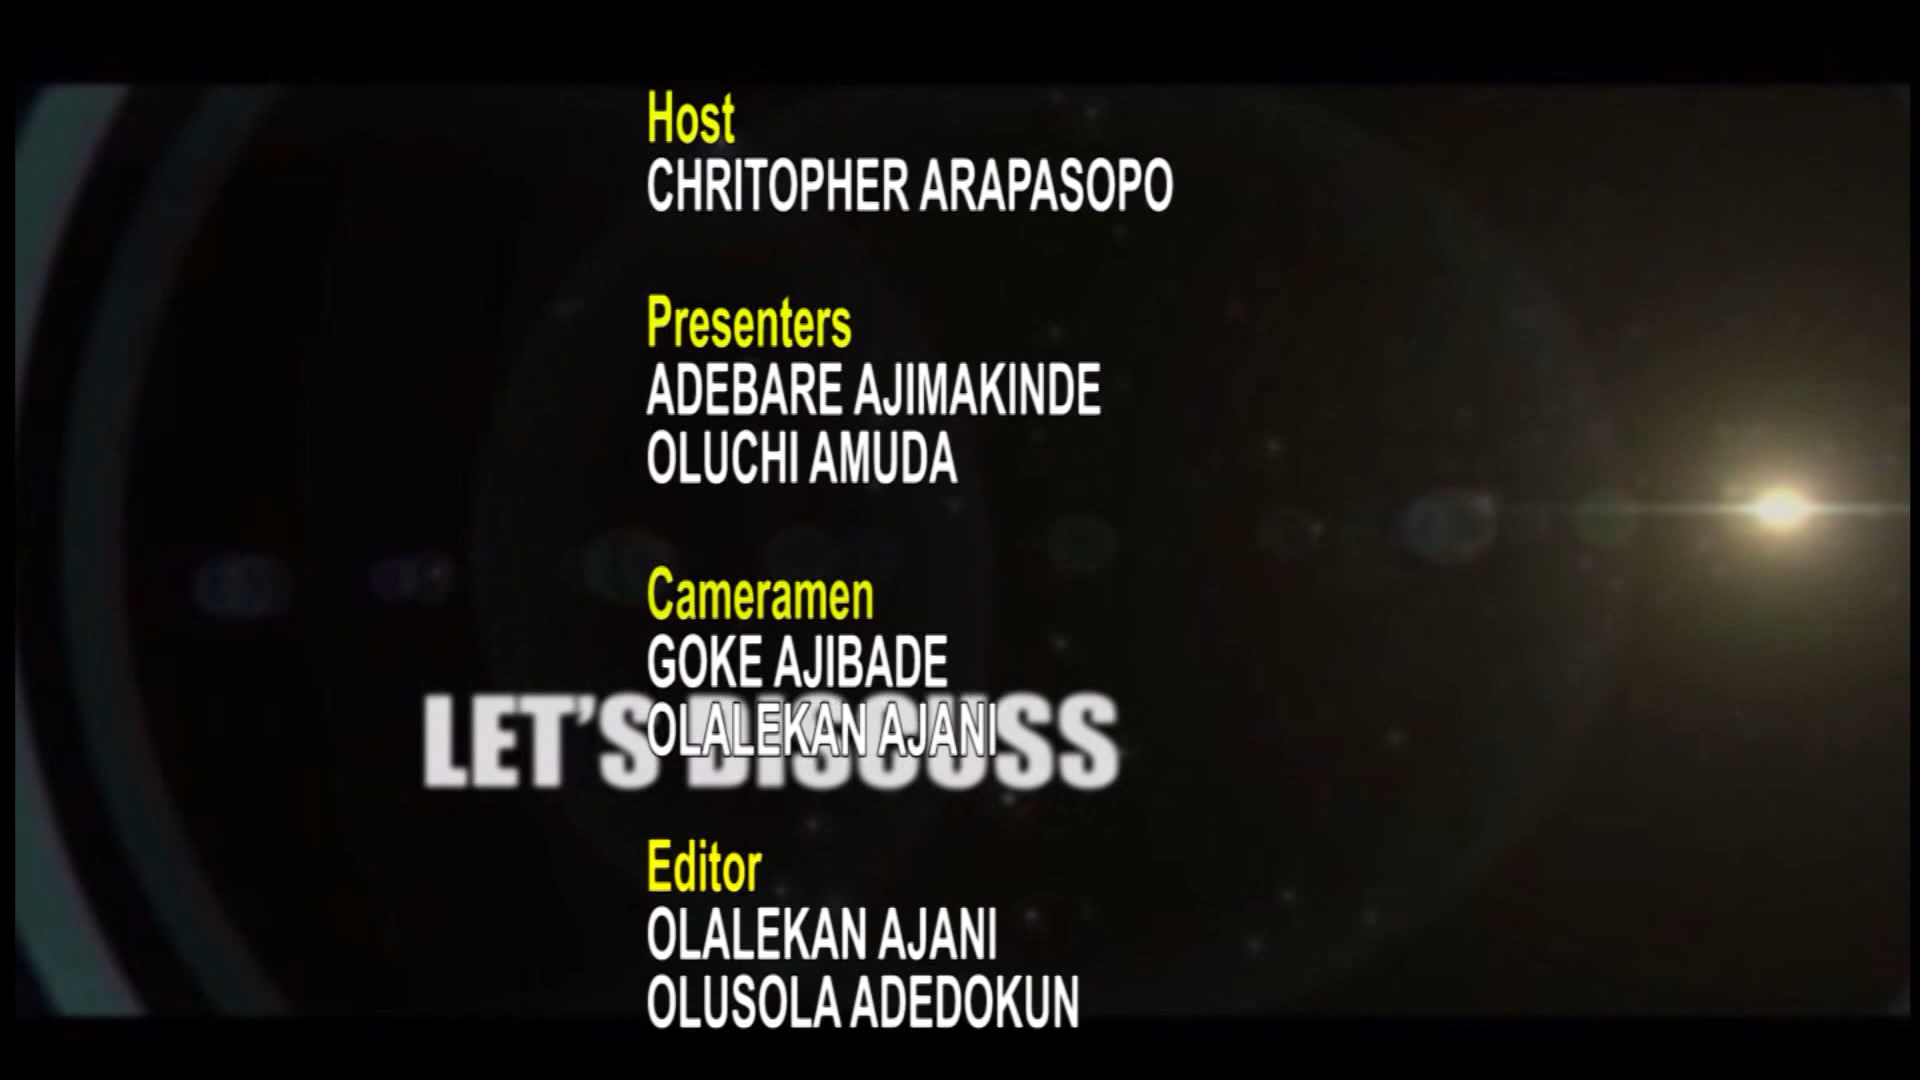 Host
CHRITOPHER ARAPASOPO
Presenters
ADEBARE AJIMAKINDE
OLUCHI AMUDA
Cameramen
GOKE AJIBADE
OLALEKAN AJANI
LET'S DISCUSS
Editor
OLALEKAN AJANI
OLUSOLA ADEDOKUN